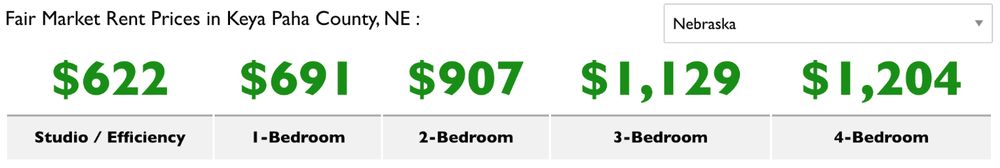 Fair Market Rent Prices in Keya Paha County, NE :
Nebraska
$622 $691 $907 $1,129 $1,204
Studio / Efficiency 1-Bedroom 2-Bedroom 3-Bedroom 4-Bedroom